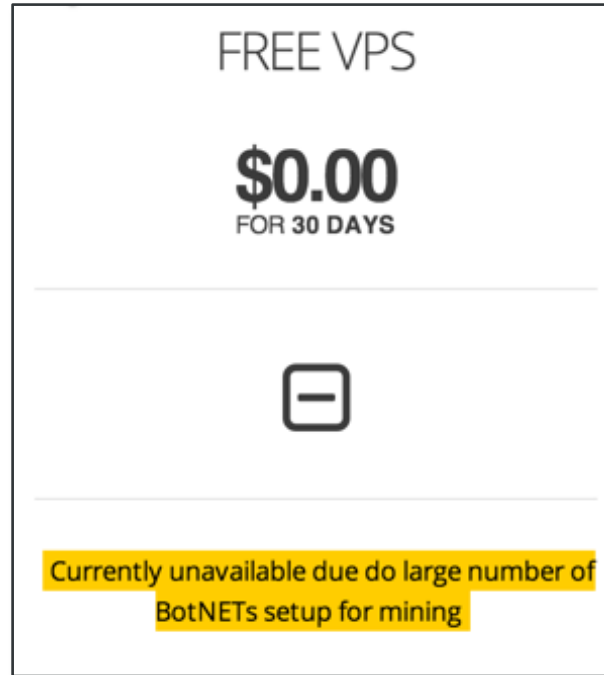 FREE VPS
$0.00
FOR 30 DAYS
Currently unavailable due do large number of
BotNETs setup for mining